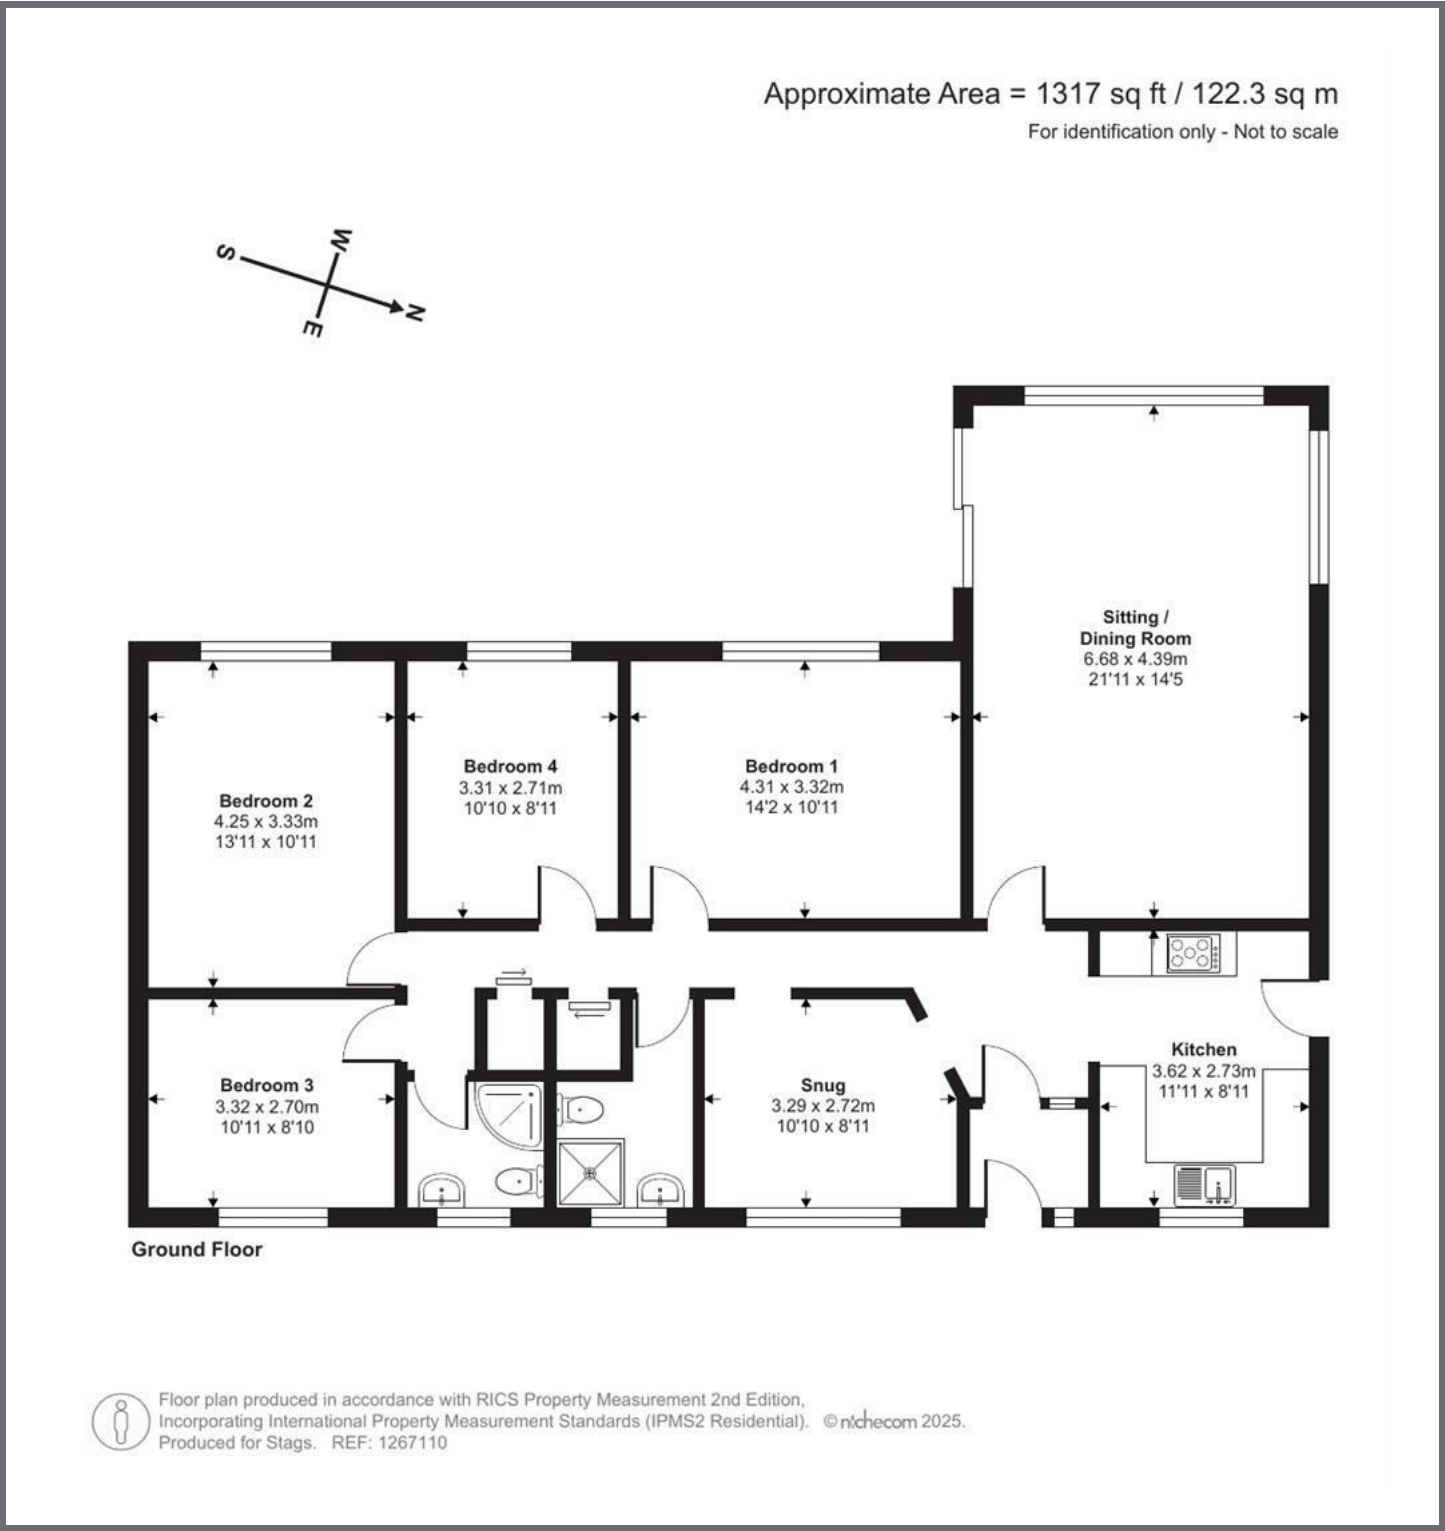 Approximate Area = 1317 sq ft / 122.3 sq m
For identification only - Not to scale
W
S
N
E
Sitting /
Dining Room
6.68 x 4.39m
21'11 x 14'5
Bedroom 2
4.25 x 3.33m
13'11 x 10'11
Bedroom 4
3.31 x 2.71m
10'10 x 8'11
Bedroom 1
4.31 x 3.32m
14'2 x 10'11
Bedroom 3
3.32 x 2.70m
10'11 x 8'10
Snug
3.29 x 2.72m
10'10 x 8'11
Kitchen
3.62 x 2.73m
11'11 x 8'11
Ground Floor
Floor plan produced in accordance with RICS Property Measurement 2nd Edition,
Incorporating International Property Measurement Standards (IPMS2 Residential). © nichecom 2025.
Produced for Stags. REF: 1267110